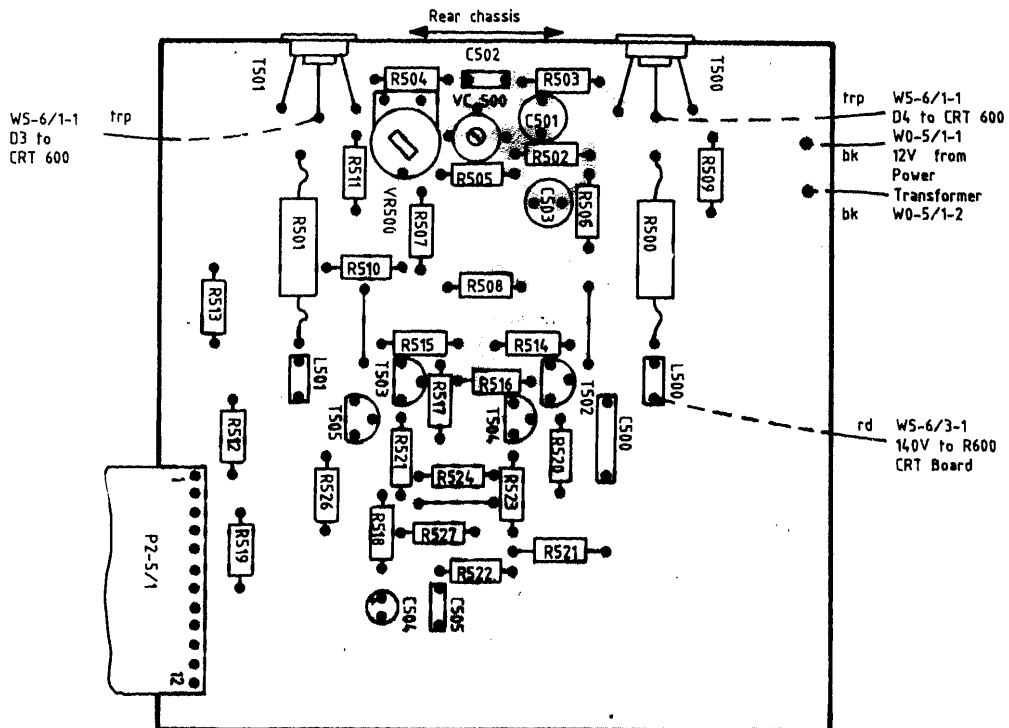 Rear chassis
C502
T501
T500
R504
R503
VC 500
C501
trp
W5-6/1-1
D3 to
CRT 600
trp W5-6/1-1
D4 to CRT 600
W0-5/1-1
bk 12V from
Power
Transformer
bk W0-5/1-2
R511
R502
R505
R509
VR500
C503
R506
R501
R507
R500
R510
R508
R513
R515
R514
L501
T503
R516
T502
L500
R517
T505
T504
C500
R512
R521
R520
rd W5-6/3-1
140V to R600
CRT Board
R524
R526
R523
1
R518
R527
R519
R521
P2-5/1
R522
C504
C505
12